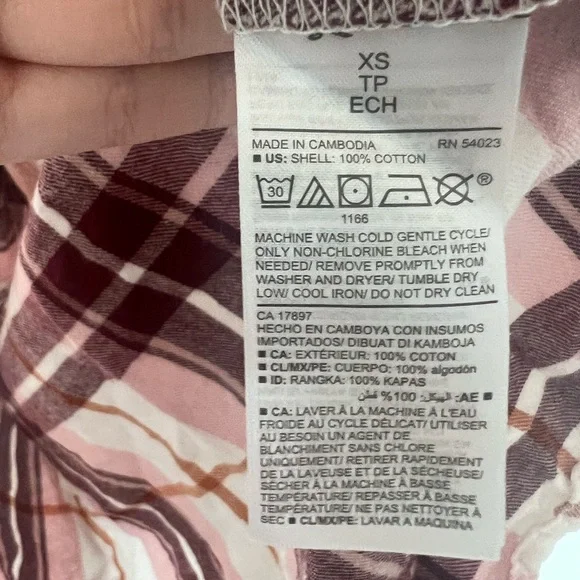 XS
TP
ECH
MADE IN CAMBODIA RN 54023
■ US: SHELL: 100% COTTON
30 ®
1166
MACHINE WASH COLD GENTLE CYCLE/
ONLY NON-CHLORINE BLEACH WHEN
NEEDED/ REMOVE PROMPTLY FROM
WASHER AND DRYER/ TUMBLE DRY
LOW/ COOL IRON/ DO NOT DRY CLEAN
CA 17897
HECHO EN CAMBOYA CON INSUMOS
IMPORTADOS/ DIBUAT DI KAMBOJA
■ CA: EXTÉRIEUR: 100% COTON
■ CL/MX/PE: CUERPO: 100% algodón
■ ID: RANGKA: 100% KAPAS
■ AE: الهيكل: 100% قطن
■ CA: LAVER À LA MACHINE À L'EAU
FROIDE AU CYCLE DÉLICAT/ UTILISER
AU BESOIN UN AGENT DE
BLANCHIMENT SANS CHLORE
UNIQUEMENT/ RETIRER RAPIDEMENT
DE LA LAVEUSE ET DE LA SÉCHEUSE/
SÉCHER À LA MACHINE À BASSE
TEMPÉRATURE/ REPASSER À BASSE
TEMPÉRATURE/ NE PAS NETTOYER À
SEC ■ CL/MX/PE: LAVAR A MAQUINA